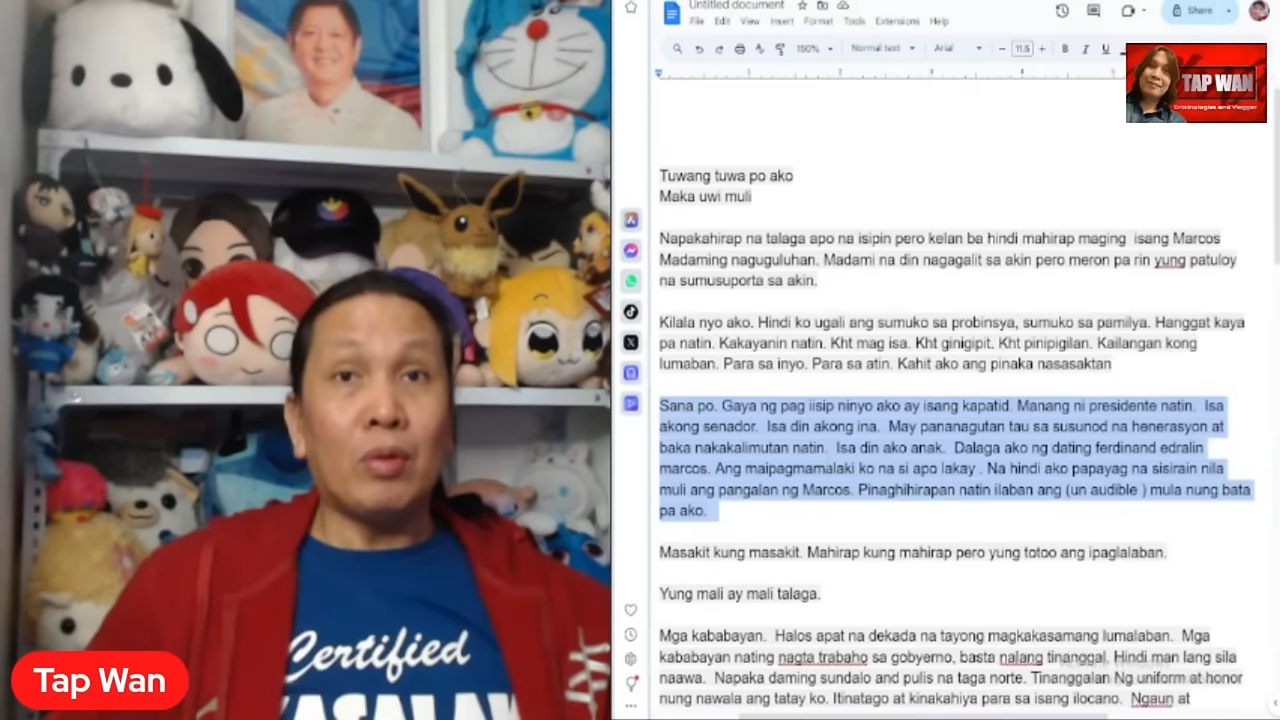 Untitled document
File Edit View Insert Format Tools Extensions Help
Share
150% Normal text Arial 11.5 B I U
TAP WAN
Criminologist and Vlogger
Tuwang tuwa po ako
Maka uwi muli
Napakahirap na talaga apo na isipin pero kelan ba hindi mahirap maging isang Marcos
Madaming naguguluhan. Madami na din nagagalit sa akin pero meron pa rin yung patuloy
na sumusuporta sa akin.
Kilala nyo ako. Hindi ko ugali ang sumuko sa probinsya, sumuko sa pamilya. Hanggat kaya
pa natin. Kakayanin natin. Kht mag isa. Kht ginigipit. Kht pinipigilan. Kailangan kong
lumaban. Para sa inyo. Para sa atin. Kahit ako ang pinaka nasasaktan
Sana po. Gaya ng pag iisip ninyo ako ay isang kapatid. Manang ni presidente natin. Isa
akong senador. Isa din akong ina. May pananagutan tau sa susunod na henerasyon at
baka nakakalimutan natin. Isa din ako anak. Dalaga ako ng dating ferdinand edralin
marcos. Ang maipagmamalaki ko na si apo lakay . Na hindi ako papayag na sisirain nila
muli ang pangalan ng Marcos. Pinaghihirapan natin ilaban ang (un audible ) mula nung bata
pa ako.
Masakit kung masakit. Mahirap kung mahirap pero yung totoo ang ipaglalaban.
Yung mali ay mali talaga.
Mga kababayan. Halos apat na dekada na tayong magkakasamang lumalaban. Mga
kababayan nating nagta trabaho sa gobyerno, basta nalang tinanggal. Hindi man lang sila
naawa. Napaka daming sundalo and pulis na taga norte. Tinanggalan Ng uniform at honor
nung nawala ang tatay ko. Itinatago at kinakahiya para sa isang ilocano. Ngaun at
Certified
Tap Wan